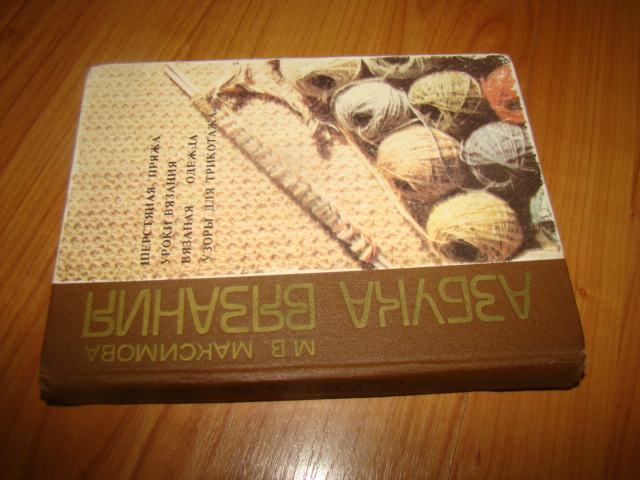 М В МАКСИМОВА
АЗБУКА ВЯЗАНИЯ
ШЕРСТЯНАЯ ПРЯЖА
УРОКИ ВЯЗАНИЯ
ВЯЗАНАЯ ОДЕЖДА
УЗОРЫ ДЛЯ ТРИКОТАЖА